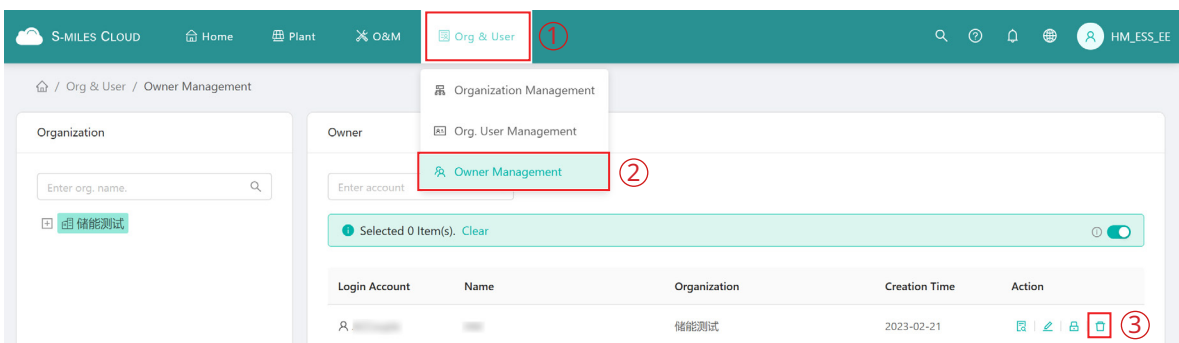 S-MILES CLOUD Home Plant O&M Org & User ① HM_ESS_EE
/ Org & User / Owner Management
Organization Management
Organization
Owner
Org. User Management
Owner Management ②
Enter org. name.
Enter account
储能测试
Selected 0 Item(s). Clear
Login Account Name Organization Creation Time Action
储能测试 2023-02-21 ③